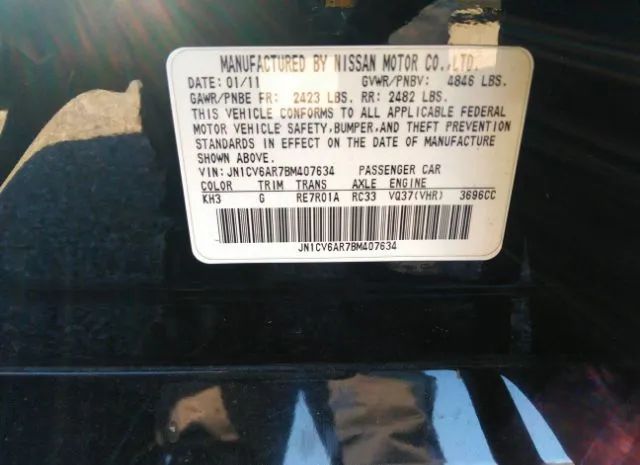 MANUFACTURED BY NISSAN MOTOR CO.,LTD.
DATE: 01/11 GVWR/PNBV: 4846 LBS.
GAWR/PNBE FR: 2423 LBS. RR: 2482 LBS.
THIS VEHICLE CONFORMS TO ALL APPLICABLE FEDERAL
MOTOR VEHICLE SAFETY, BUMPER, AND THEFT PREVENTION
STANDARDS IN EFFECT ON THE DATE OF MANUFACTURE
SHOWN ABOVE.
VIN: JN1CV6AR7BM407634 PASSENGER CAR
COLOR TRIM TRANS AXLE ENGINE
KH3 G RE7R01A RC33 VQ37(VHR) 3696CC
JN1CV6AR7BM407634